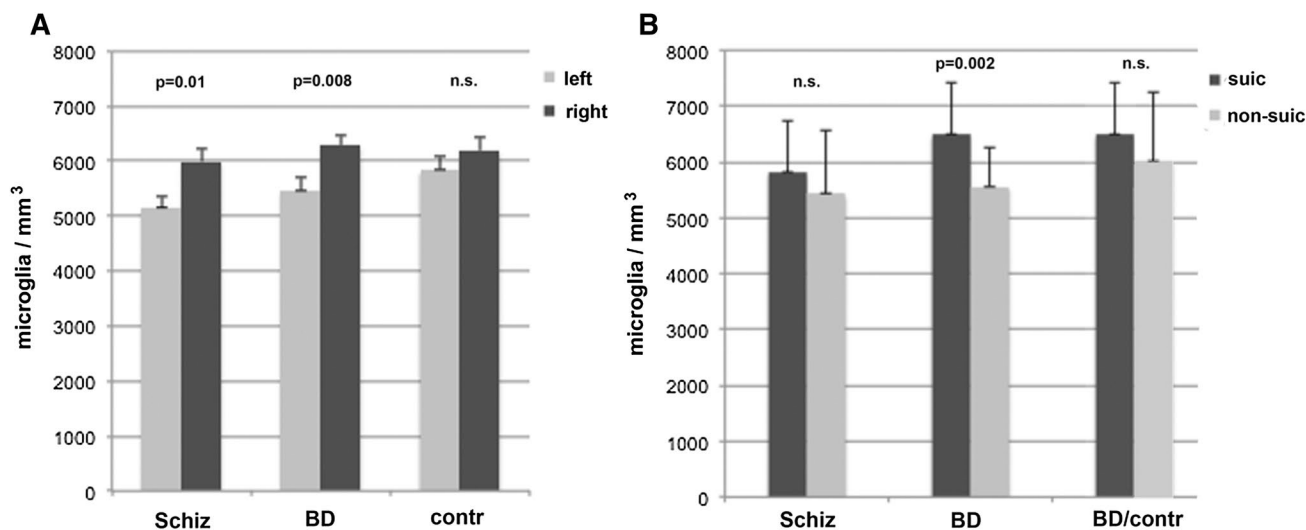 A
8000
7000
6000
5000
4000
3000
2000
1000
0
microglia / mm³
p=0.01
p=0.008
n.s.
left
right
Schiz
BD
contr
B
8000
7000
6000
5000
4000
3000
2000
1000
0
microglia / mm³
n.s.
p=0.002
n.s.
suic
non-suic
Schiz
BD
BD/contr